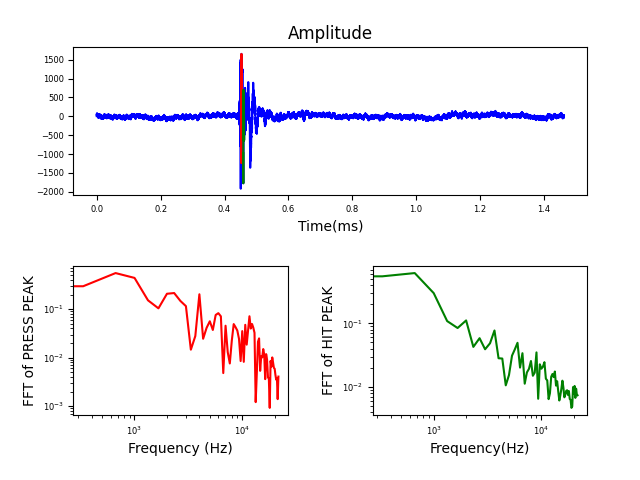 Amplitude
1500
1000
500
0
−500
−1000
−1500
−2000
0.0 0.2 0.4 0.6 0.8 1.0 1.2 1.4
Time(ms)
FFT of PRESS PEAK
10⁻¹
10⁻²
10⁻³
10³ 10⁴
Frequency (Hz)
FFT of HIT PEAK
10⁻¹
10⁻²
10³ 10⁴
Frequency(Hz)